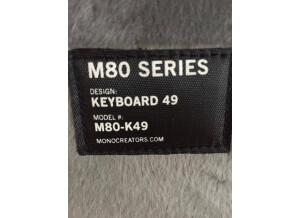 M80 SERIES
DESIGN:
KEYBOARD 49
MODEL #:
M80-K49
MONOCREATORS.COM